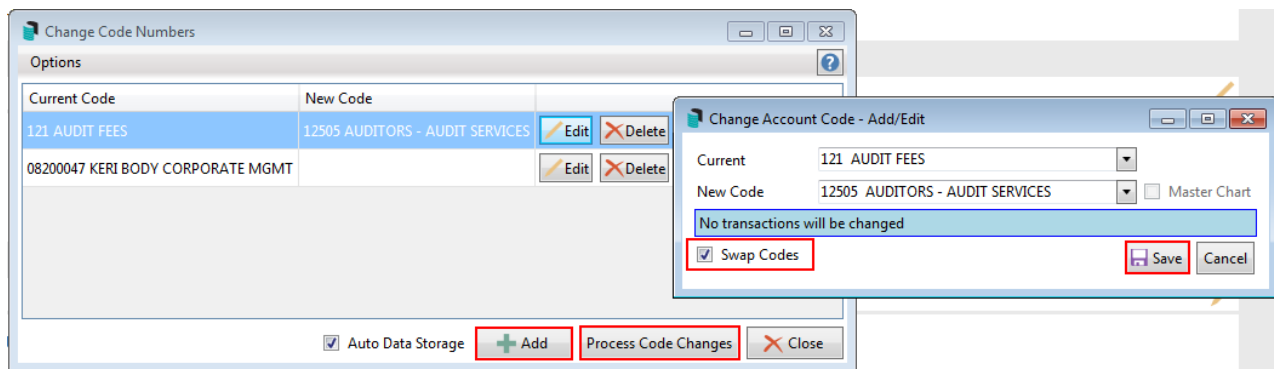 Change Code Numbers
Options
Current Code New Code
121 AUDIT FEES 12505 AUDITORS - AUDIT SERVICES Edit Delete
08200047 KERI BODY CORPORATE MGMT Edit Delete
Auto Data Storage Add Process Code Changes Close
Change Account Code - Add/Edit
Current 121 AUDIT FEES
New Code 12505 AUDITORS - AUDIT SERVICES Master Chart
No transactions will be changed
Swap Codes Save Cancel